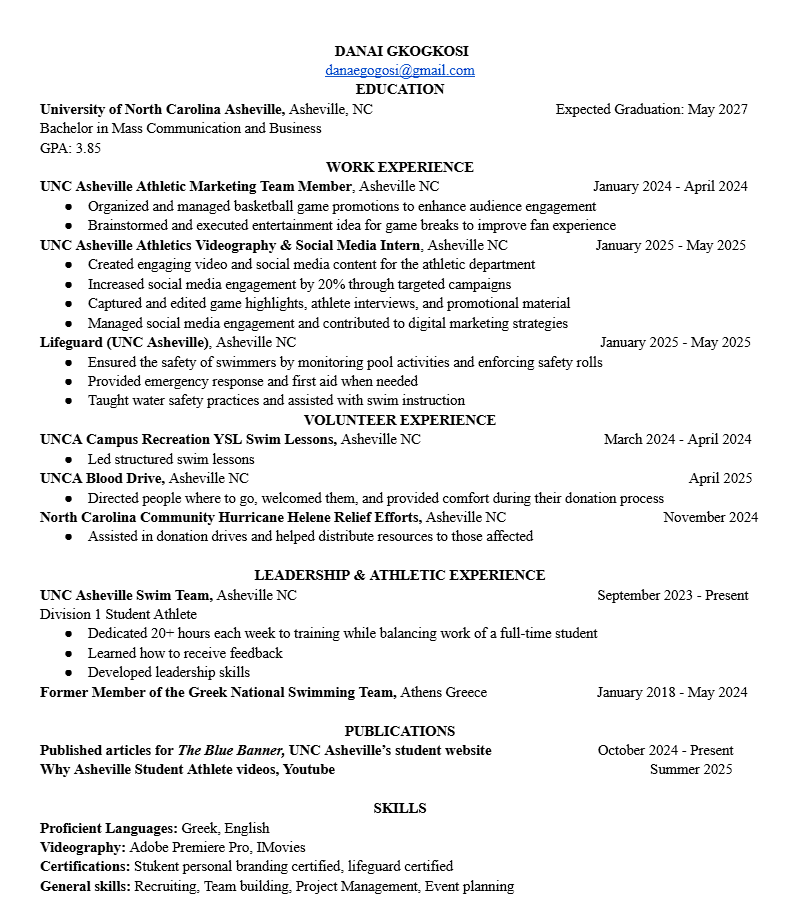 DANAI GKOGKOSI
danaegogosi@gmail.com
EDUCATION
University of North Carolina Asheville, Asheville, NC Expected Graduation: May 2027
Bachelor in Mass Communication and Business
GPA: 3.85
WORK EXPERIENCE
UNC Asheville Athletic Marketing Team Member, Asheville NC January 2024 - April 2024
● Organized and managed basketball game promotions to enhance audience engagement
● Brainstormed and executed entertainment idea for game breaks to improve fan experience
UNC Asheville Athletics Videography & Social Media Intern, Asheville NC January 2025 - May 2025
● Created engaging video and social media content for the athletic department
● Increased social media engagement by 20% through targeted campaigns
● Captured and edited game highlights, athlete interviews, and promotional material
● Managed social media engagement and contributed to digital marketing strategies
Lifeguard (UNC Asheville), Asheville NC January 2025 - May 2025
● Ensured the safety of swimmers by monitoring pool activities and enforcing safety rolls
● Provided emergency response and first aid when needed
● Taught water safety practices and assisted with swim instruction
VOLUNTEER EXPERIENCE
UNCA Campus Recreation YSL Swim Lessons, Asheville NC March 2024 - April 2024
● Led structured swim lessons
UNCA Blood Drive, Asheville NC April 2025
● Directed people where to go, welcomed them, and provided comfort during their donation process
North Carolina Community Hurricane Helene Relief Efforts, Asheville NC November 2024
● Assisted in donation drives and helped distribute resources to those affected
LEADERSHIP & ATHLETIC EXPERIENCE
UNC Asheville Swim Team, Asheville NC September 2023 - Present
Division 1 Student Athlete
● Dedicated 20+ hours each week to training while balancing work of a full-time student
● Learned how to receive feedback
● Developed leadership skills
Former Member of the Greek National Swimming Team, Athens Greece January 2018 - May 2024
PUBLICATIONS
Published articles for The Blue Banner, UNC Asheville’s student website October 2024 - Present
Why Asheville Student Athlete videos, Youtube Summer 2025
SKILLS
Proficient Languages: Greek, English
Videography: Adobe Premiere Pro, IMovies
Certifications: Stukent personal branding certified, lifeguard certified
General skills: Recruiting, Team building, Project Management, Event planning